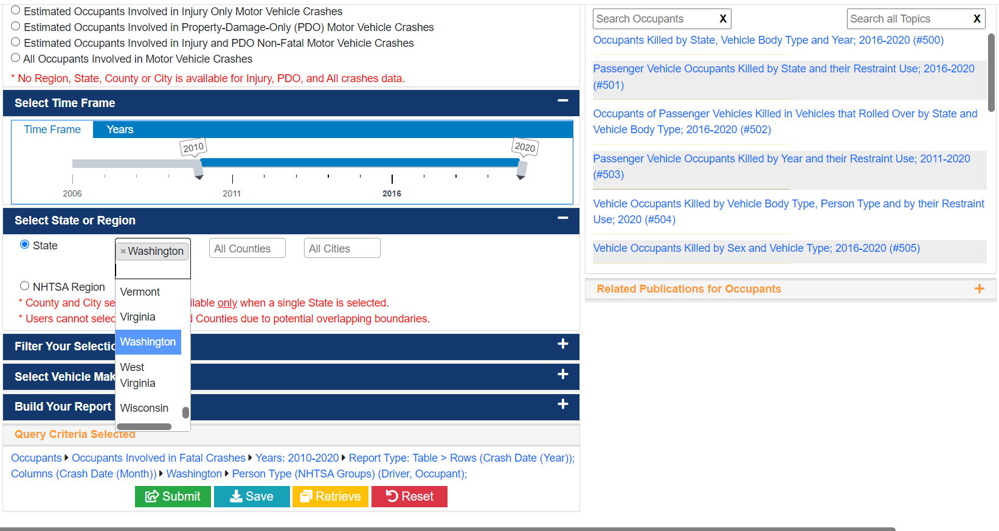 Estimated Occupants Involved in Injury Only Motor Vehicle Crashes
Estimated Occupants Involved in Property-Damage-Only (PDO) Motor Vehicle Crashes
Estimated Occupants Involved in Injury and PDO Non-Fatal Motor Vehicle Crashes
All Occupants Involved in Motor Vehicle Crashes
* No Region, State, County or City is available for Injury, PDO, and All crashes data.
Select Time Frame
Time Frame Years
2010 2020
2006 2011 2016
Select State or Region
State × Washington All Counties All Cities
NHTSA Region
* County and City se ilable only when a single State is selected.
* Users cannot selec d Counties due to potential overlapping boundaries.
Vermont
Virginia
Washington
West
Virginia
Wisconsin
Filter Your Selectio
Select Vehicle Mak
Build Your Report
Query Criteria Selected
Occupants Occupants Involved in Fatal Crashes Years: 2010-2020 Report Type: Table > Rows (Crash Date (Year));
Columns (Crash Date (Month)) Washington Person Type (NHTSA Groups) (Driver, Occupant);
Submit Save Retrieve Reset
Search Occupants X Search all Topics X
Occupants Killed by State, Vehicle Body Type and Year; 2016-2020 (#500)
Passenger Vehicle Occupants Killed by State and their Restraint Use; 2016-2020
(#501)
Occupants of Passenger Vehicles Killed in Vehicles that Rolled Over by State and
Vehicle Body Type; 2016-2020 (#502)
Passenger Vehicle Occupants Killed by Year and their Restraint Use; 2011-2020
(#503)
Vehicle Occupants Killed by Vehicle Body Type, Person Type and by their Restraint
Use; 2020 (#504)
Vehicle Occupants Killed by Sex and Vehicle Type; 2016-2020 (#505)
Related Publications for Occupants